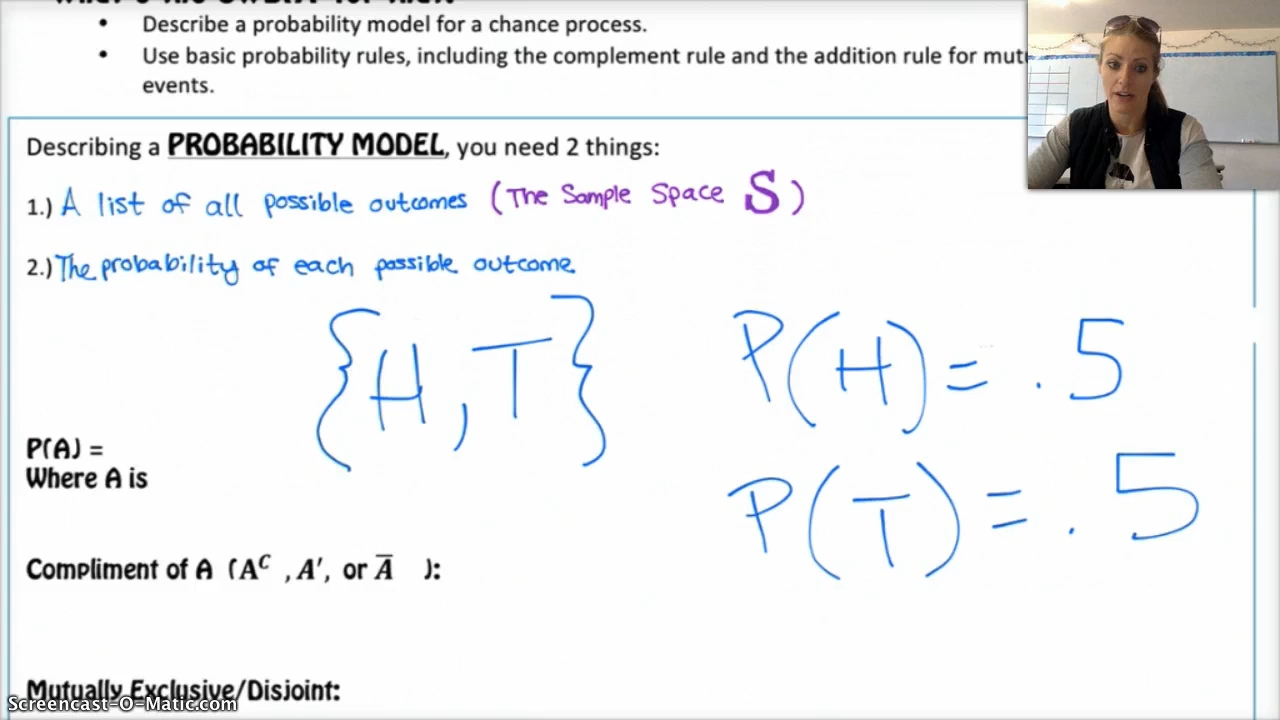 • Describe a probability model for a chance process.
• Use basic probability rules, including the complement rule and the addition rule for
events.
Describing a PROBABILITY MODEL, you need 2 things:
1.) A list of all possible outcomes (The Sample Space S)
2.) The probability of each possible outcome
{H, T}
P(H) = .5
P(T) = .5
P(A) =
Where A is
Compliment of A (Aᶜ , A′, or A̅ ):
Mutually Exclusive/Disjoint:
Screencast-O-Matic.com